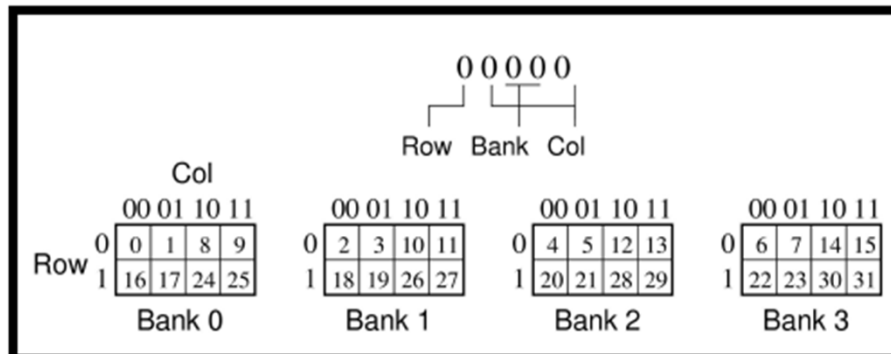 0 0 0 0 0
Row Bank Col
Col
00 01 10 11 00 01 10 11 00 01 10 11 00 01 10 11
0 0 1 8 9 0 2 3 10 11 0 4 5 12 13 0 6 7 14 15
Row
1 16 17 24 25 1 18 19 26 27 1 20 21 28 29 1 22 23 30 31
Bank 0 Bank 1 Bank 2 Bank 3